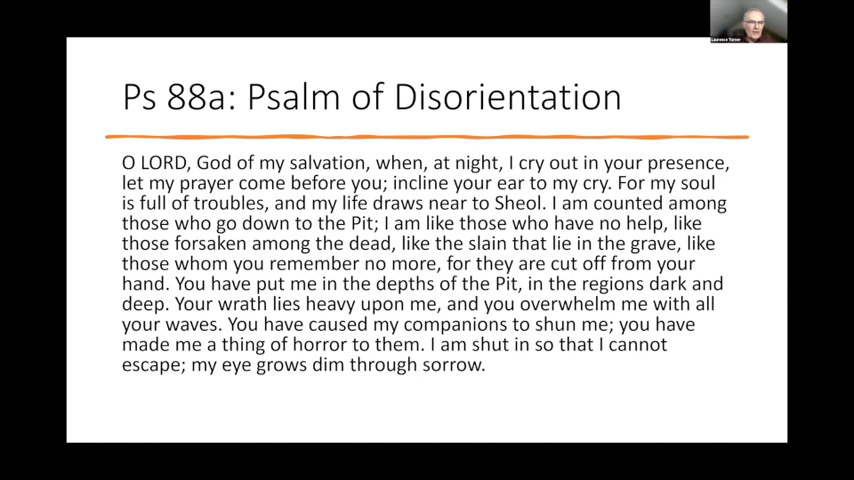 Laurence Turner
Ps 88a: Psalm of Disorientation
O LORD, God of my salvation, when, at night, I cry out in your presence,
let my prayer come before you; incline your ear to my cry. For my soul
is full of troubles, and my life draws near to Sheol. I am counted among
those who go down to the Pit; I am like those who have no help, like
those forsaken among the dead, like the slain that lie in the grave, like
those whom you remember no more, for they are cut off from your
hand. You have put me in the depths of the Pit, in the regions dark and
deep. Your wrath lies heavy upon me, and you overwhelm me with all
your waves. You have caused my companions to shun me; you have
made me a thing of horror to them. I am shut in so that I cannot
escape; my eye grows dim through sorrow.